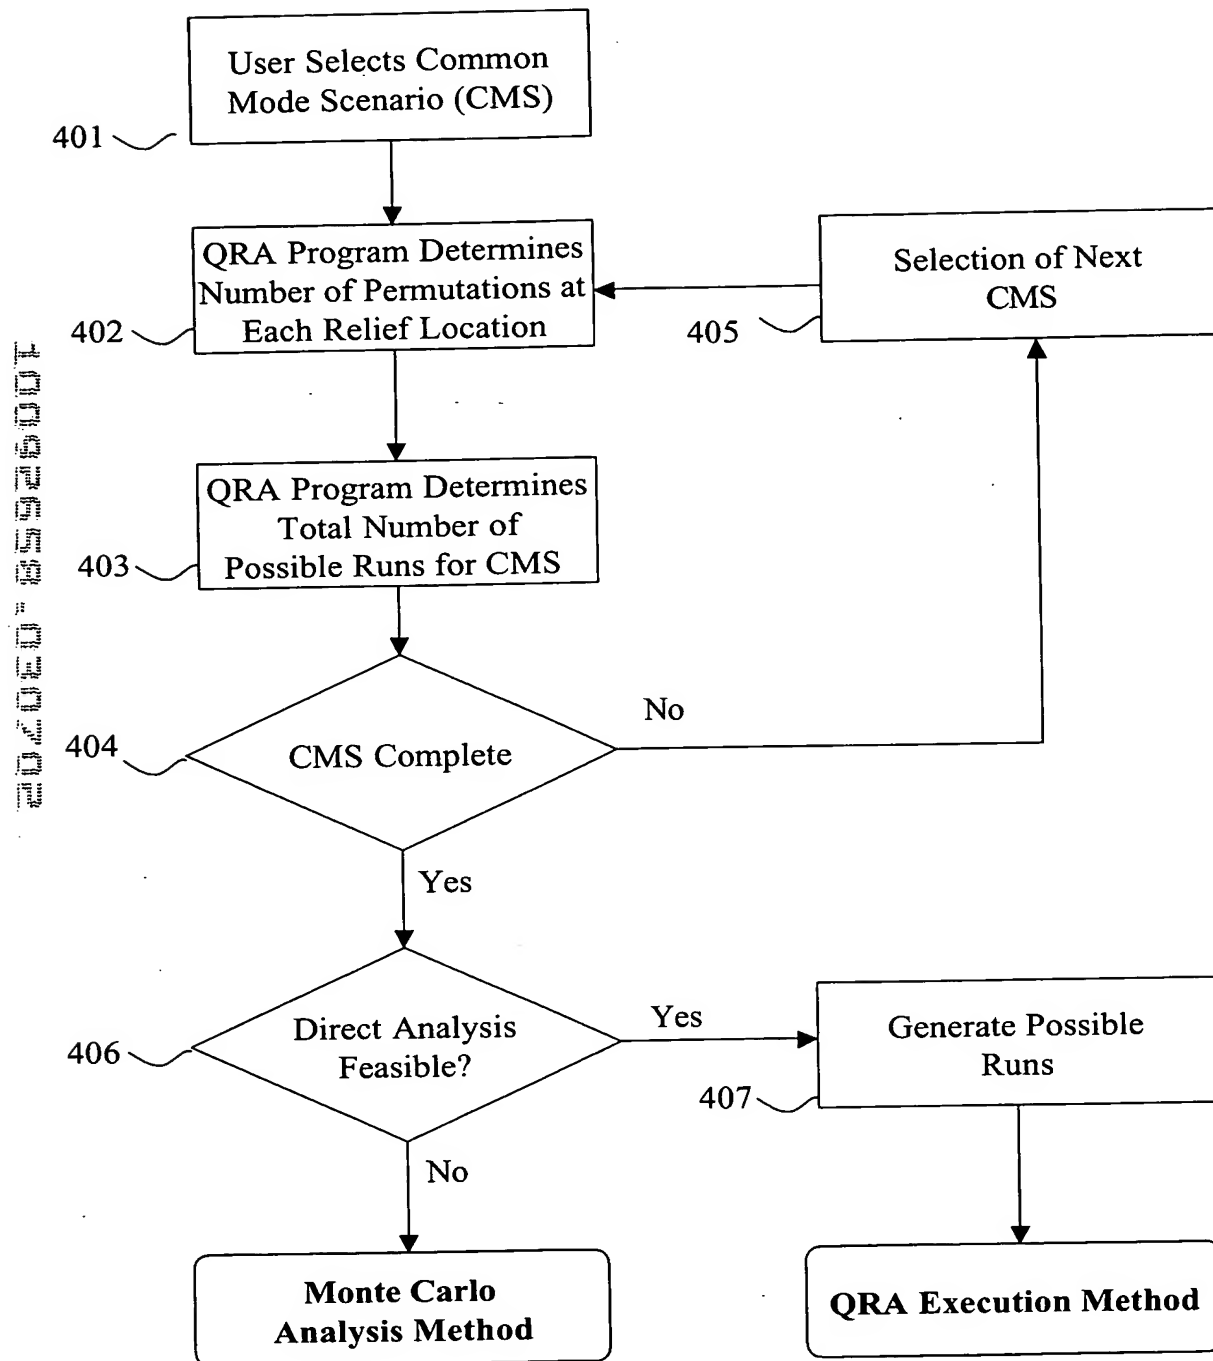 User Selects Common
Mode Scenario (CMS)
401
QRA Program Determines
Number of Permutations at
Each Relief Location
402
Selection of Next
CMS
405
QRA Program Determines
Total Number of
Possible Runs for CMS
403
No
CMS Complete
404
Yes
Direct Analysis
Feasible?
406
Yes
Generate Possible
Runs
407
No
Monte Carlo
Analysis Method
QRA Execution Method
10092658.030702